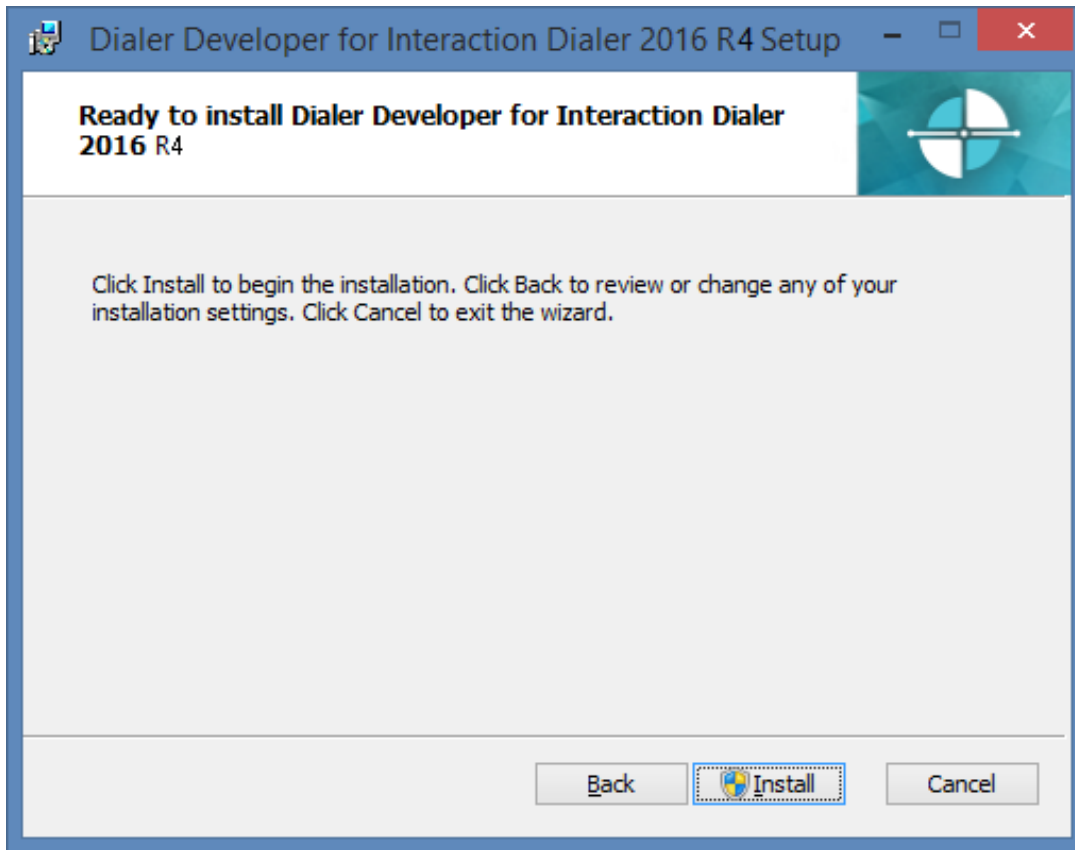 Dialer Developer for Interaction Dialer 2016 R4 Setup
Ready to install Dialer Developer for Interaction Dialer
2016 R4
Click Install to begin the installation. Click Back to review or change any of your
installation settings. Click Cancel to exit the wizard.
Back
Install
Cancel